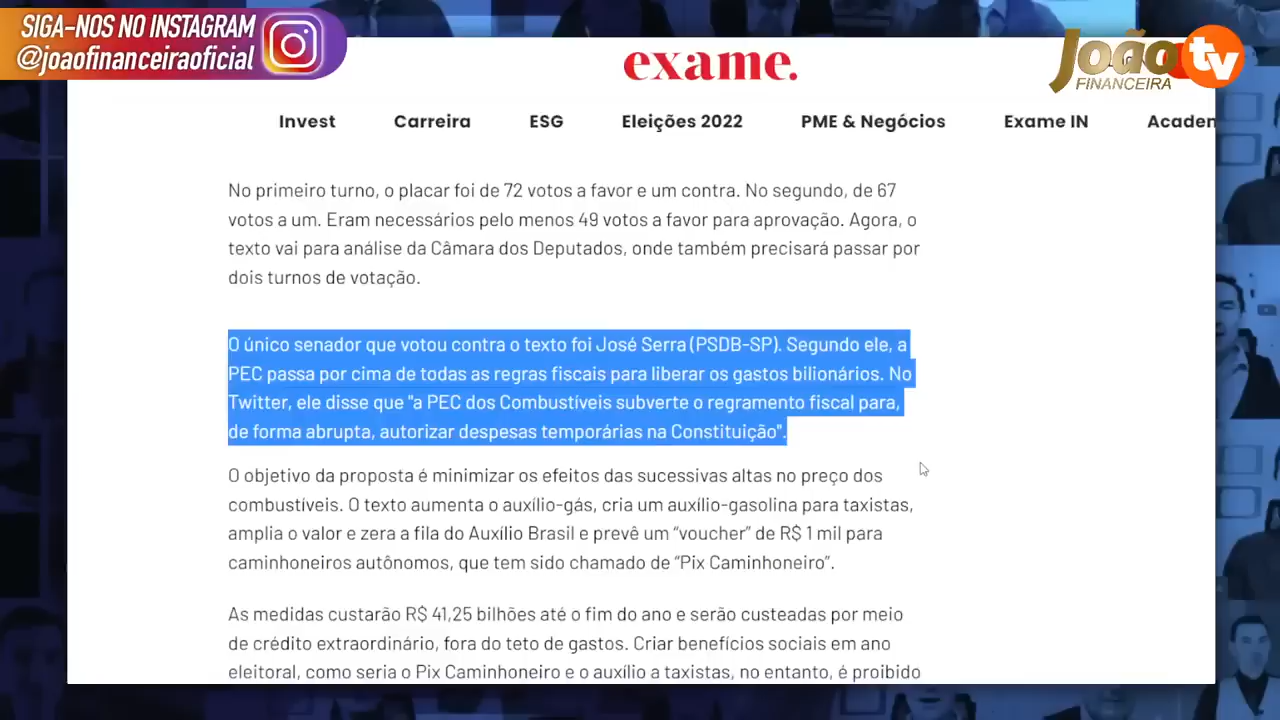 SIGA-NOS NO INSTAGRAM
@joaofinanceiraoficial
João tv
FINANCEIRA
exame.
Invest Carreira ESG Eleições 2022 PME & Negócios Exame IN Academ
No primeiro turno, o placar foi de 72 votos a favor e um contra. No segundo, de 67
votos a um. Eram necessários pelo menos 49 votos a favor para aprovação. Agora, o
texto vai para análise da Câmara dos Deputados, onde também precisará passar por
dois turnos de votação.
O único senador que votou contra o texto foi José Serra (PSDB-SP). Segundo ele, a
PEC passa por cima de todas as regras fiscais para liberar os gastos bilionários. No
Twitter, ele disse que "a PEC dos Combustíveis subverte o regramento fiscal para,
de forma abrupta, autorizar despesas temporárias na Constituição".
O objetivo da proposta é minimizar os efeitos das sucessivas altas no preço dos
combustíveis. O texto aumenta o auxílio-gás, cria um auxílio-gasolina para taxistas,
amplia o valor e zera a fila do Auxílio Brasil e prevê um “voucher” de R$ 1 mil para
caminhoneiros autônomos, que tem sido chamado de “Pix Caminhoneiro”.
As medidas custarão R$ 41,25 bilhões até o fim do ano e serão custeadas por meio
de crédito extraordinário, fora do teto de gastos. Criar benefícios sociais em ano
eleitoral, como seria o Pix Caminhoneiro e o auxílio a taxistas, no entanto, é proibido